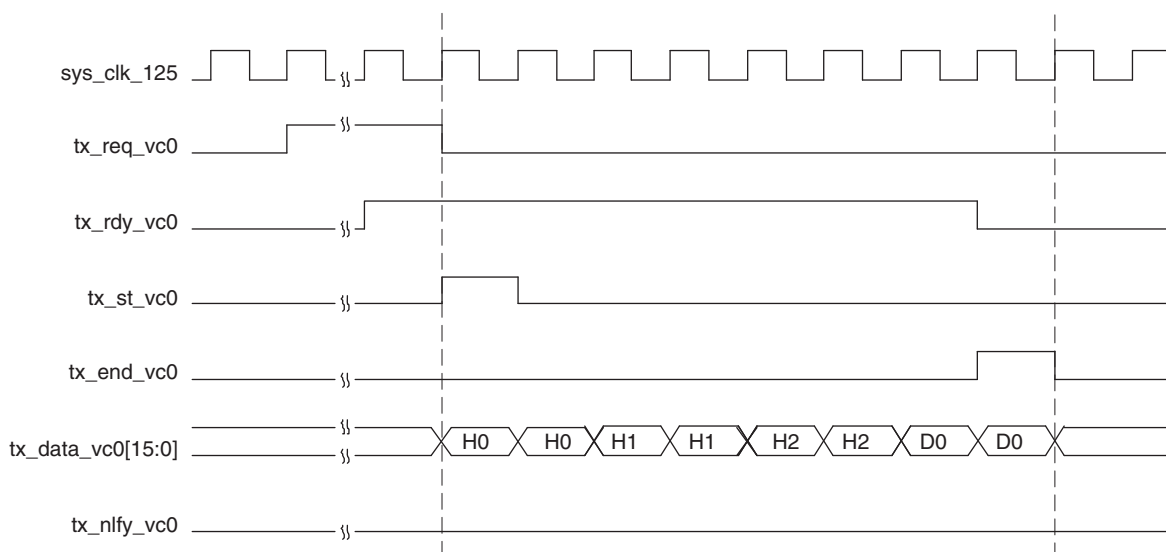 sys_clk_125
tx_req_vc0
tx_rdy_vc0
tx_st_vc0
tx_end_vc0
tx_data_vc0[15:0] H0 H0 H1 H1 H2 H2 D0 D0
tx_nlfy_vc0